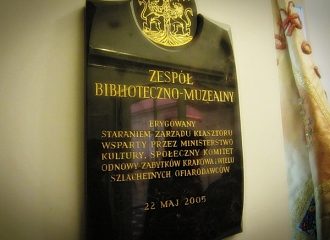 ZESPÓŁ
BIBLIOTECZNO-MUZEALNY
ERYGOWANY
STARANIEM ZARZĄDU KLASZTORU
WSPARTY PRZEZ MINISTERSTWO
KULTURY, SPOŁECZNY KOMITET
ODNOWY ZABYTKÓW KRAKOWA I WIELU
SZLACHETNYCH OFIARODAWCÓW
22 MAJ 2005